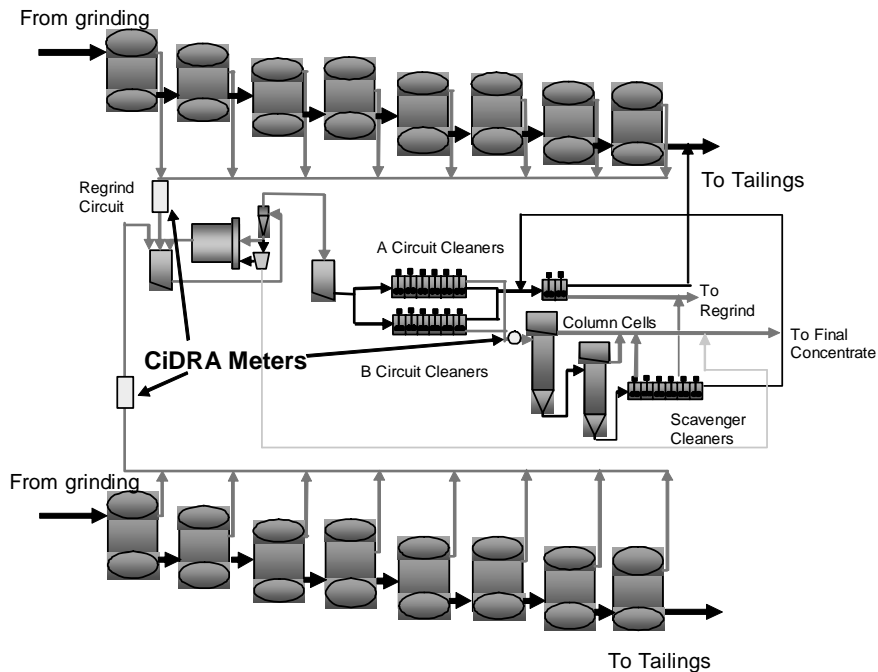 From grinding
To Tailings
Regrind
Circuit
A Circuit Cleaners
To
Regrind
Column Cells
To Final
Concentrate
CiDRA Meters
B Circuit Cleaners
Scavenger
Cleaners
From grinding
To Tailings